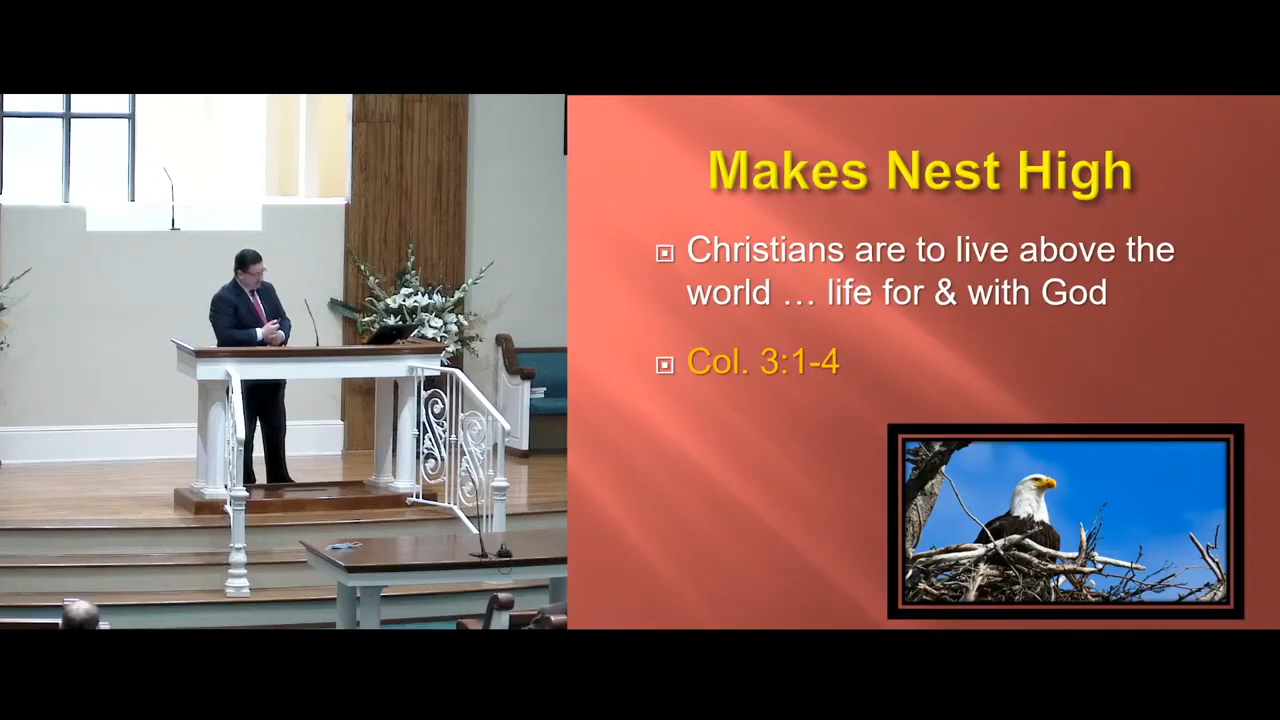 Makes Nest High
Christians are to live above the
world … life for & with God
Col. 3:1-4